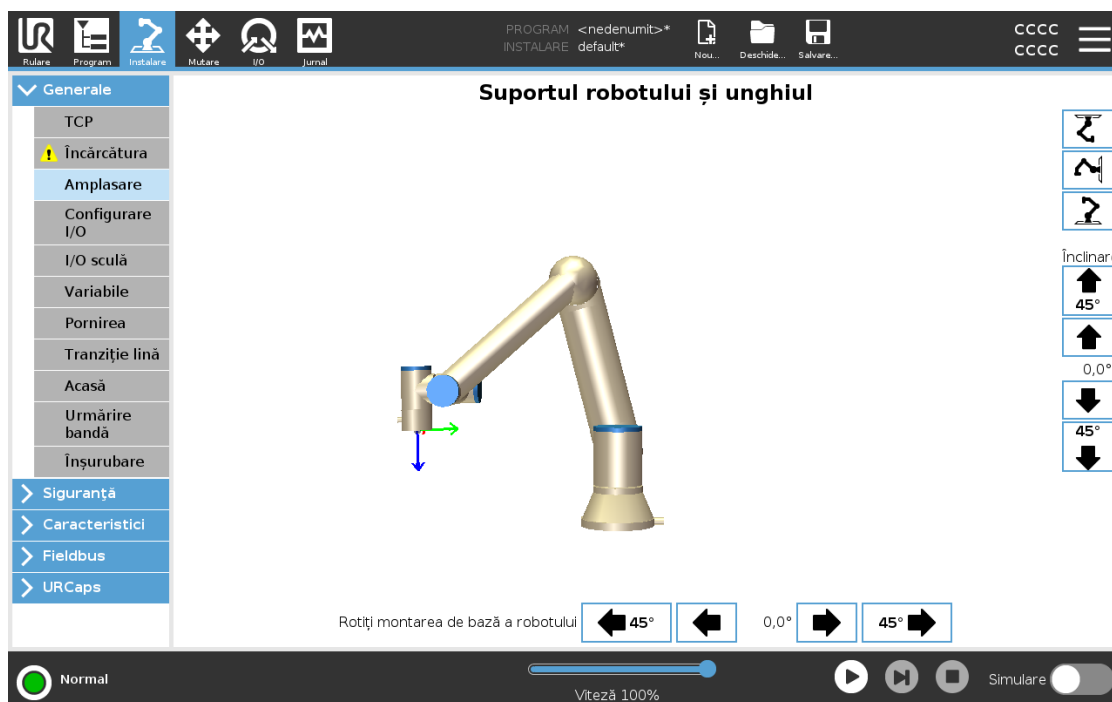 UR
Rulare
Program
Instalare
Mutare
I/O
Jurnal
PROGRAM <nedenumit>*
INSTALARE default*
Nou...
Deschide...
Salvare...
CCCC
CCCC
Generale
TCP
Încărcătura
Amplasare
Configurare
I/O
I/O sculă
Variabile
Pornirea
Tranziție lină
Acasă
Urmărire
bandă
Înșurubare
Siguranță
Caracteristici
Fieldbus
URCaps
Suportul robotului și unghiul
Înclinare
45°
0,0°
45°
Rotiți montarea de bază a robotului 45° 0,0° 45°
Normal
Viteză 100%
Simulare